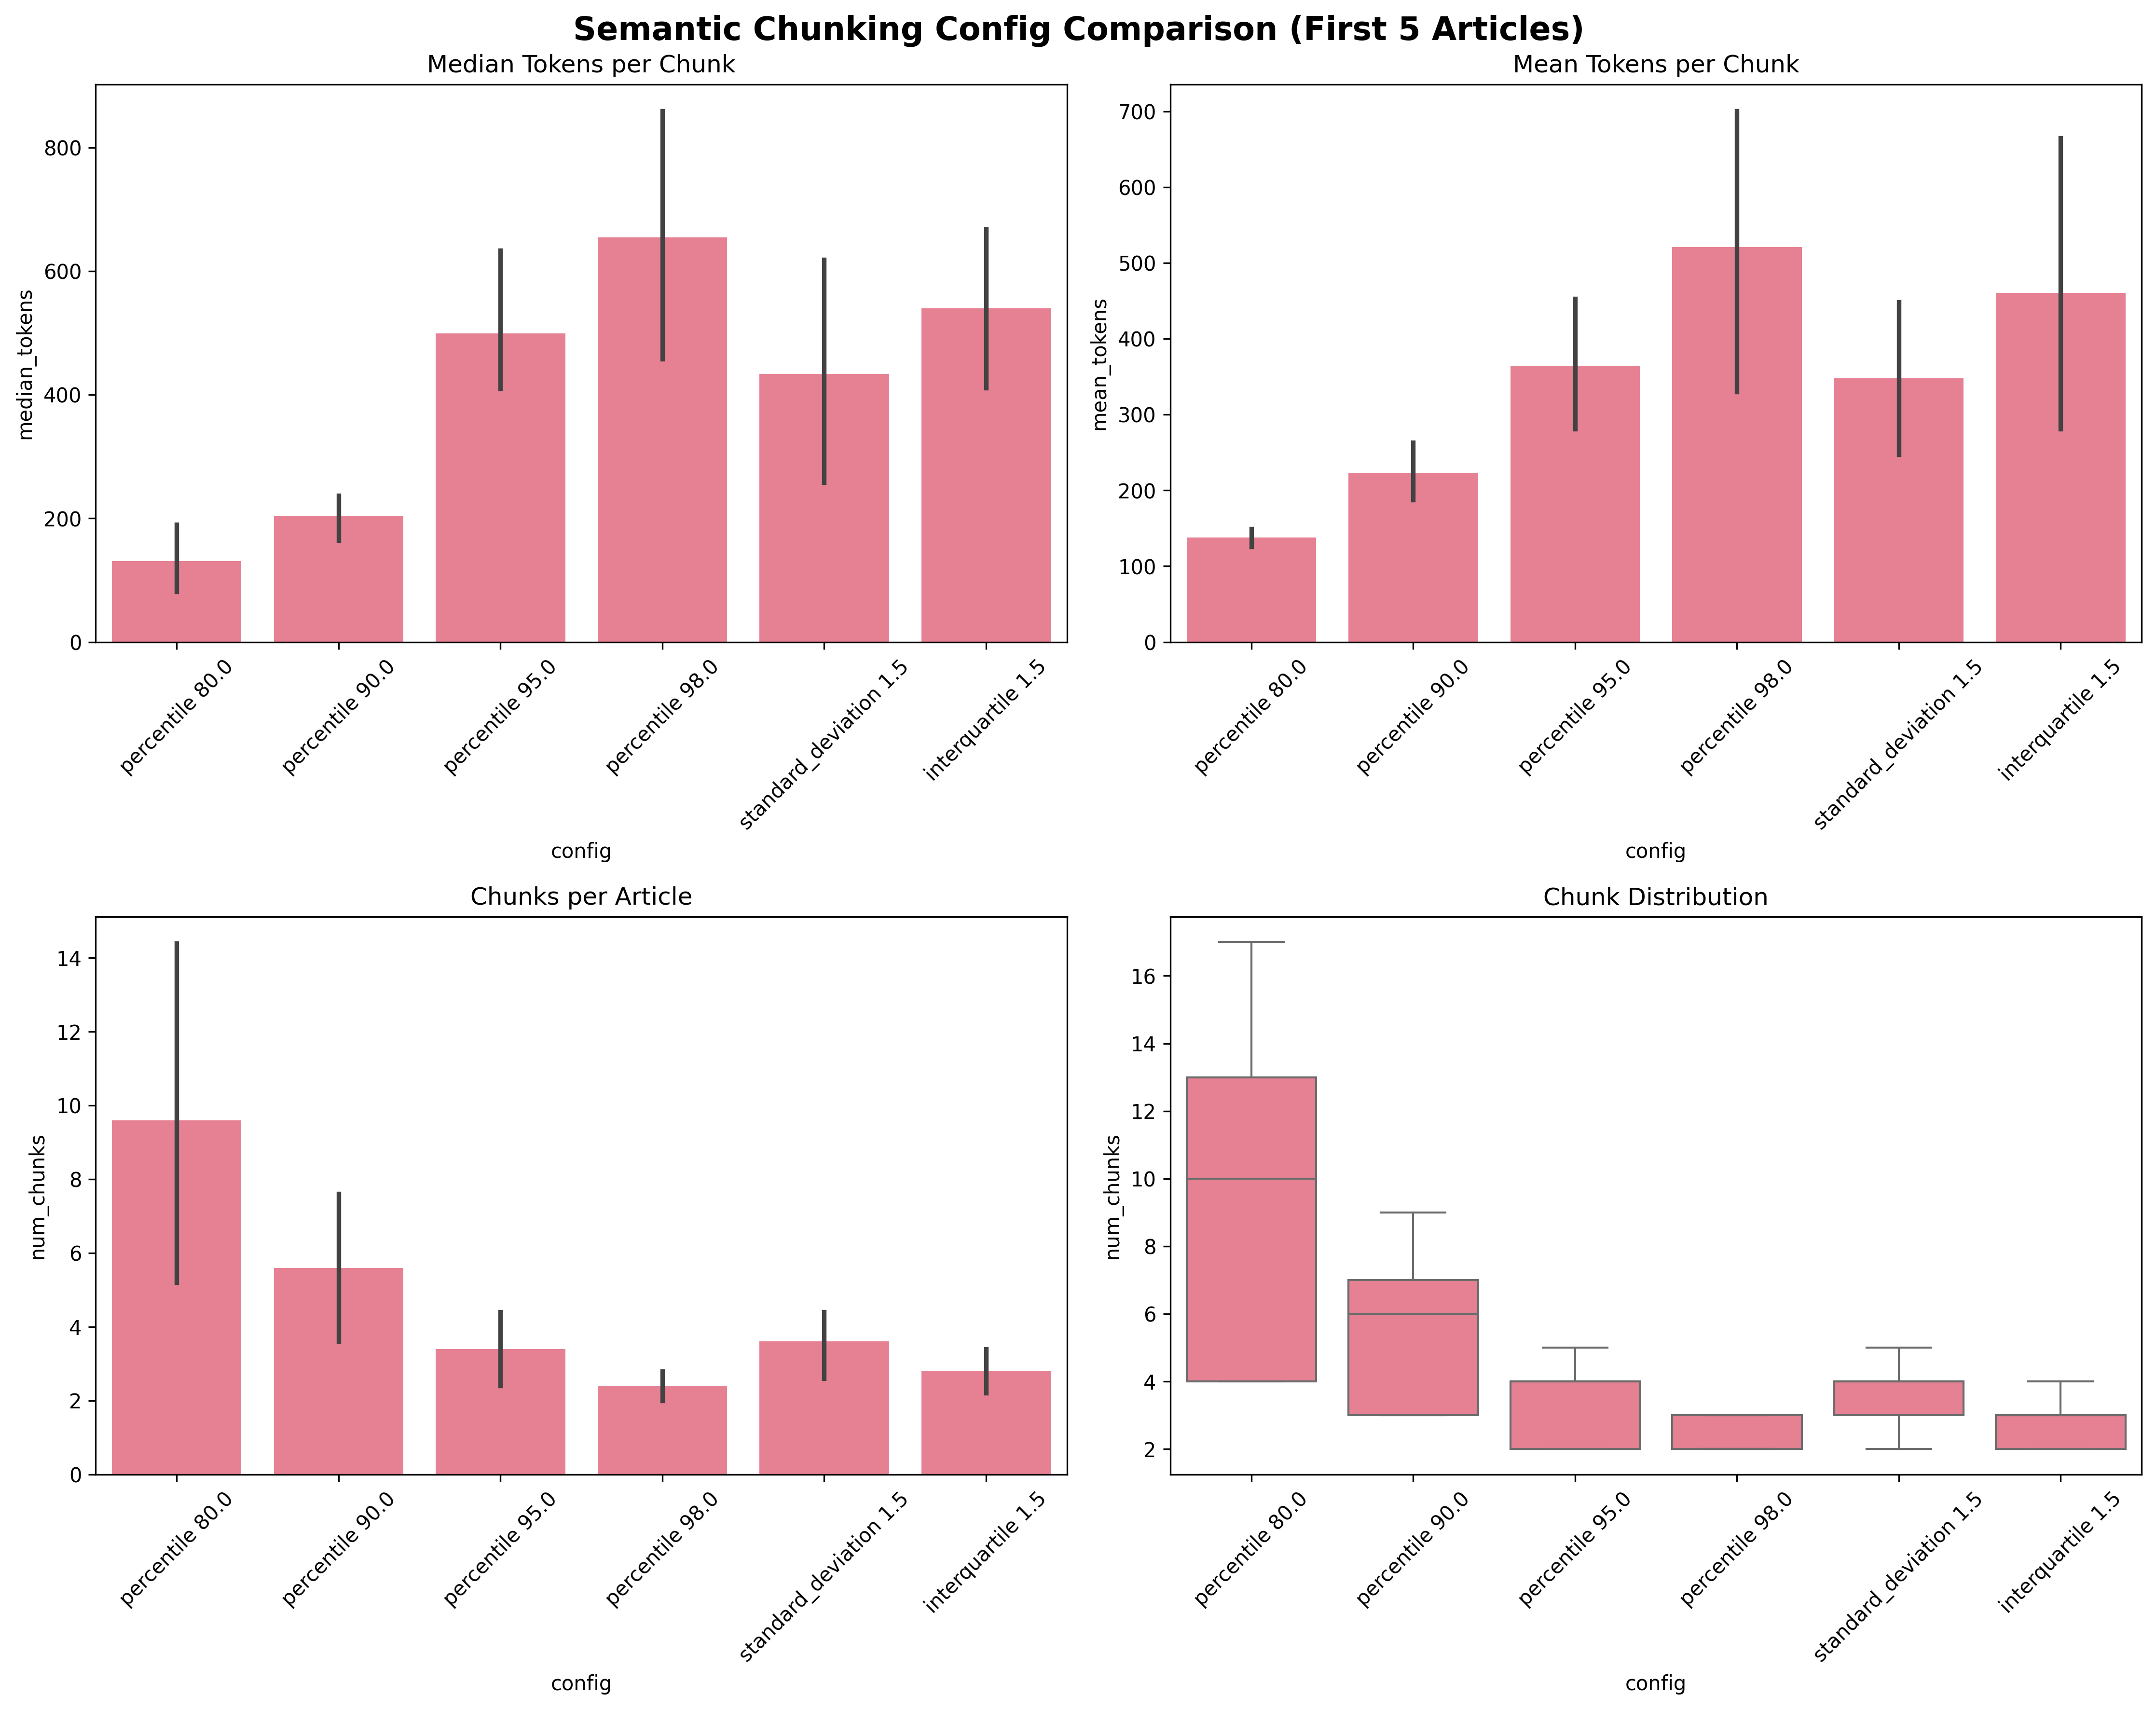 Semantic Chunking Config Comparison (First 5 Articles)
Median Tokens per Chunk
median_tokens
800
600
400
200
0
percentile 80.0
percentile 90.0
percentile 95.0
percentile 98.0
standard_deviation 1.5
interquartile 1.5
config
Mean Tokens per Chunk
mean_tokens
700
600
500
400
300
200
100
0
percentile 80.0
percentile 90.0
percentile 95.0
percentile 98.0
standard_deviation 1.5
interquartile 1.5
config
Chunks per Article
num_chunks
14
12
10
8
6
4
2
0
percentile 80.0
percentile 90.0
percentile 95.0
percentile 98.0
standard_deviation 1.5
interquartile 1.5
config
Chunk Distribution
num_chunks
16
14
12
10
8
6
4
2
percentile 80.0
percentile 90.0
percentile 95.0
percentile 98.0
standard_deviation 1.5
interquartile 1.5
config